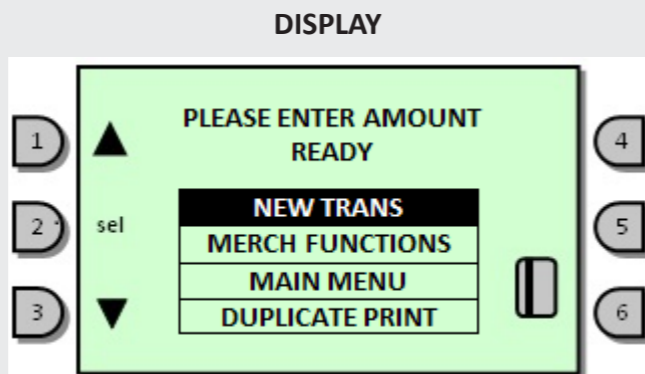 DISPLAY
PLEASE ENTER AMOUNT
READY
1
4
NEW TRANS
2
sel
5
MERCH FUNCTIONS
MAIN MENU
3
6
DUPLICATE PRINT